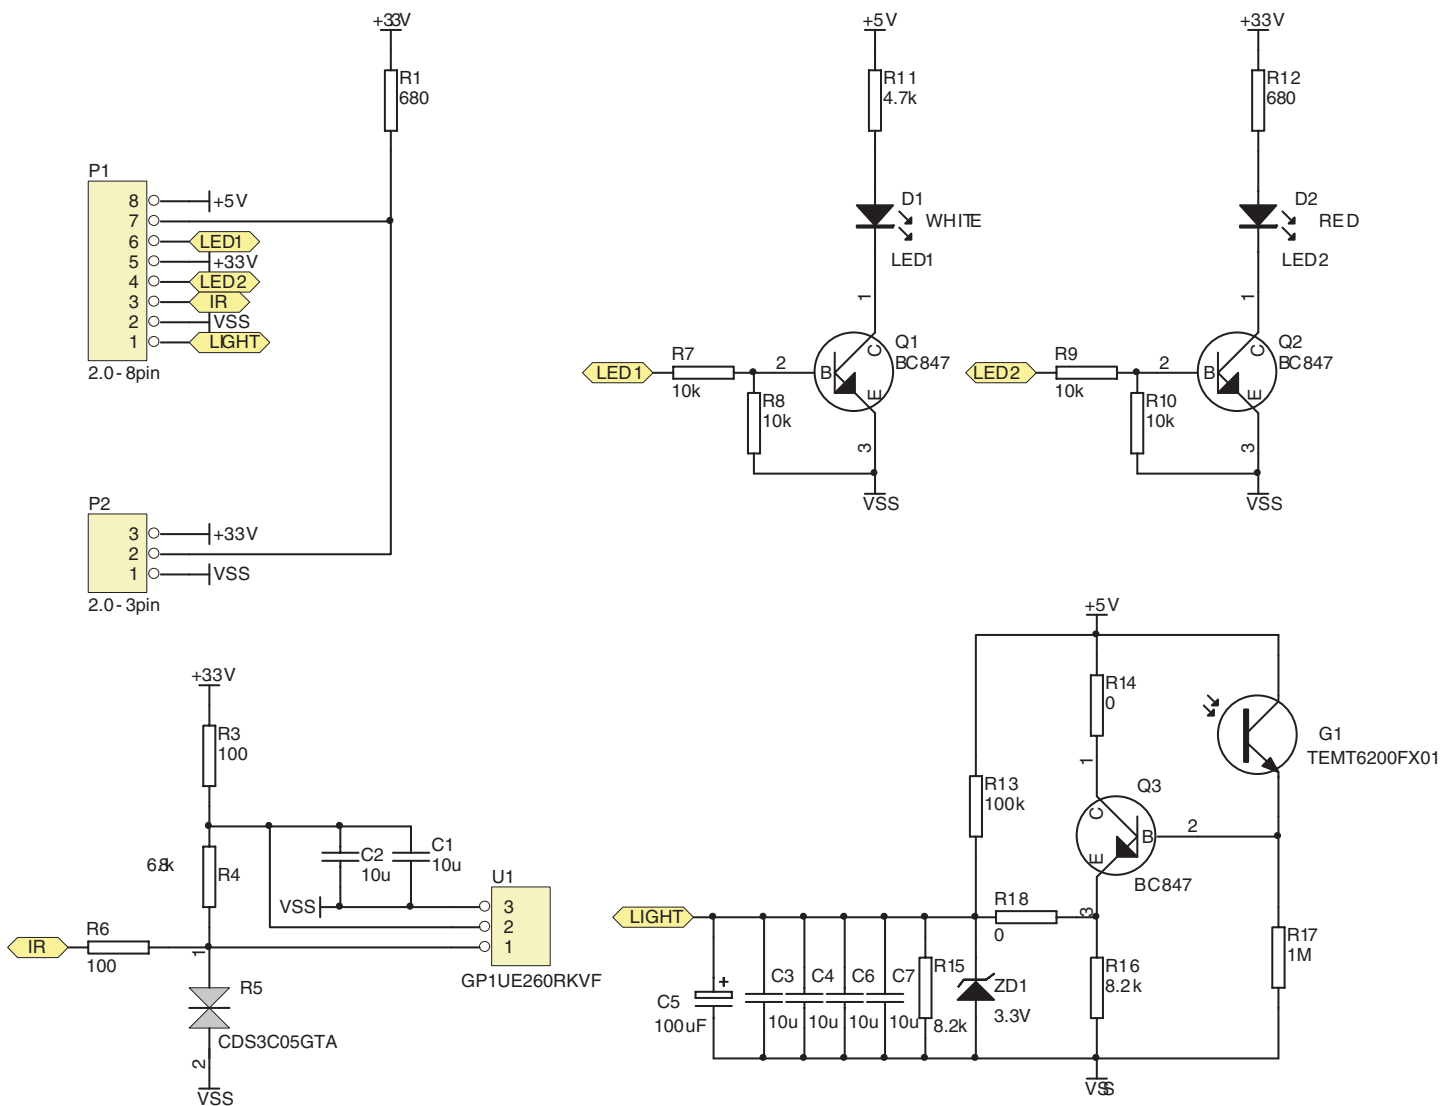 +33V
R1
680
P1
8
+5V
7
6
LED1
5
+33V
4
LED2
3
IR
2
VSS
1
LIGHT
2.0-8pin
P2
3
+33V
2
1
VSS
2.0-3pin
+5V
R11
4.7k
D1
WHITE
LED1
1
Q1
BC847
C
B
E
LED1
R7
10k
2
R8
10k
3
VSS
+33V
R12
680
D2
RED
LED2
1
Q2
BC847
C
B
E
LED2
R9
10k
2
R10
10k
3
VSS
+33V
R3
100
6.8k
R4
C2
10u
C1
10u
VSS
U1
3
2
1
GP1UE260RKVF
IR
R6
100
1
R5
CDS3C05GTA
2
VSS
+5V
R14
0
G1
TEMT6200FX01
R13
100k
1
Q3
C
B
E
2
BC847
3
LIGHT
R18
0
R17
1M
C5
100uF
+
C3
10u
C4
10u
C6
10u
C7
10u
R15
8.2k
ZD1
3.3V
R16
8.2k
VSS